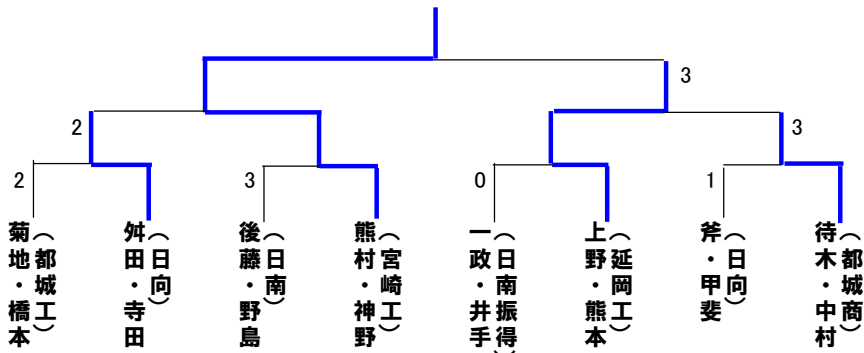 3
2
3
2
3
0
1
菊地・橋本
（都城工）
舛田・寺田
（日向）
後藤・野島
（日南）
熊村・神野
（宮崎工）
一政・井手
（日南振得）
上野・熊本
（延岡工）
斧・甲斐
（日向）
待木・中村
（都城商）